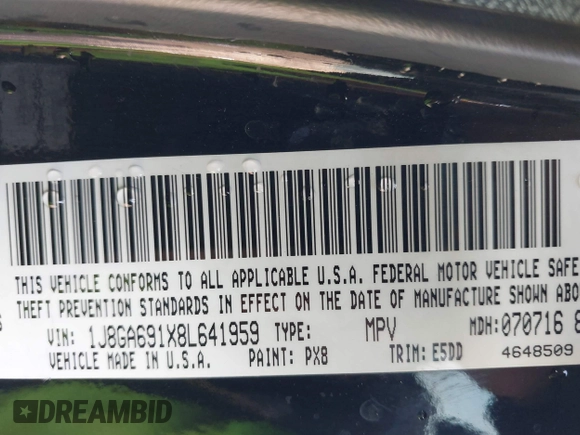 THIS VEHICLE CONFORMS TO ALL APPLICABLE U.S.A. FEDERAL MOTOR VEHICLE SAFE
THEFT PREVENTION STANDARDS IN EFFECT ON THE DATE OF MANUFACTURE SHOWN ABO
VIN: 1J8GA691X8L641959 TYPE: MPV MDH: 070716 8
VEHICLE MADE IN U.S.A. PAINT: PX8 TRIM: E5DD 4648509
DREAMBID